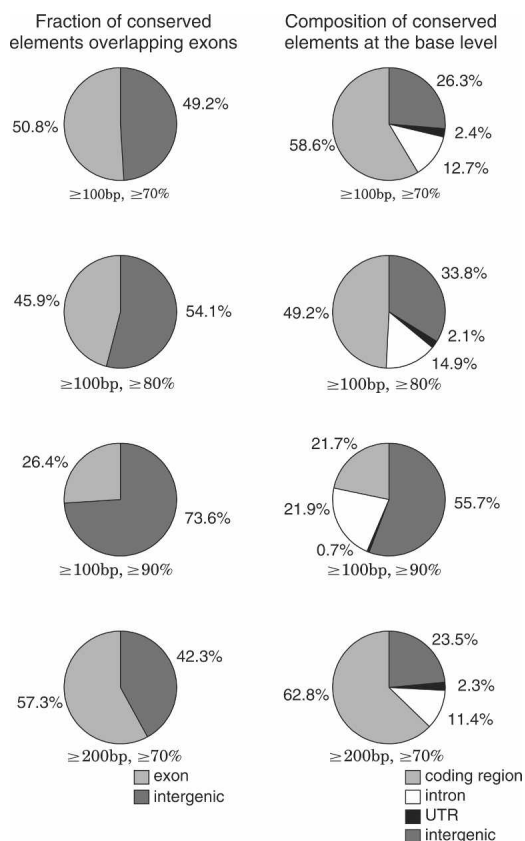 Fraction of conserved
elements overlapping exons
Composition of conserved
elements at the base level
50.8%
49.2%
≥100bp, ≥70%
26.3%
2.4%
58.6%
12.7%
≥100bp, ≥70%
45.9%
54.1%
≥100bp, ≥80%
33.8%
49.2%
2.1%
14.9%
≥100bp, ≥80%
26.4%
73.6%
≥100bp, ≥90%
21.7%
21.9%
55.7%
0.7%
≥100bp, ≥90%
42.3%
57.3%
≥200bp, ≥70%
exon
intergenic
23.5%
62.8%
2.3%
11.4%
≥200bp, ≥70%
coding region
intron
UTR
intergenic